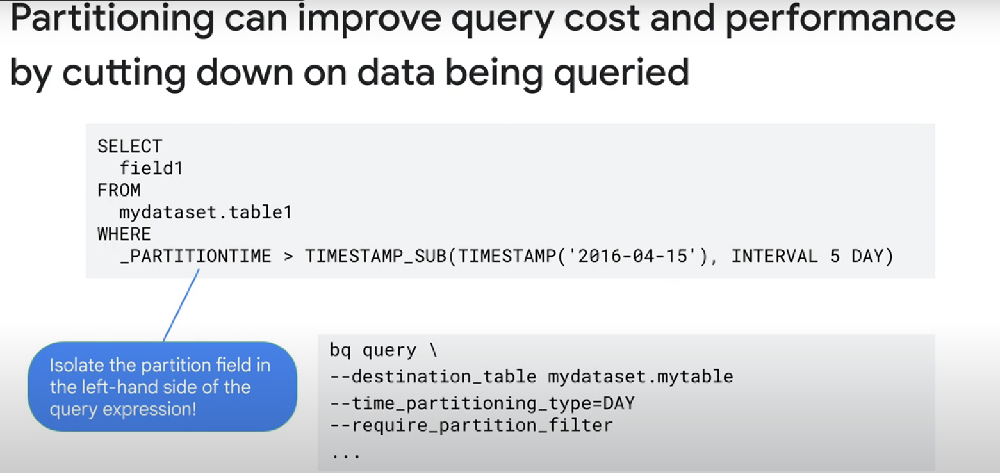 Partitioning can improve query cost and performance
by cutting down on data being queried
SELECT
field1
FROM
mydataset.table1
WHERE
_PARTITIONTIME > TIMESTAMP_SUB(TIMESTAMP('2016-04-15'), INTERVAL 5 DAY)
Isolate the partition field in
the left-hand side of the
query expression!
bq query \
--destination_table mydataset.mytable
--time_partitioning_type=DAY
--require_partition_filter
...